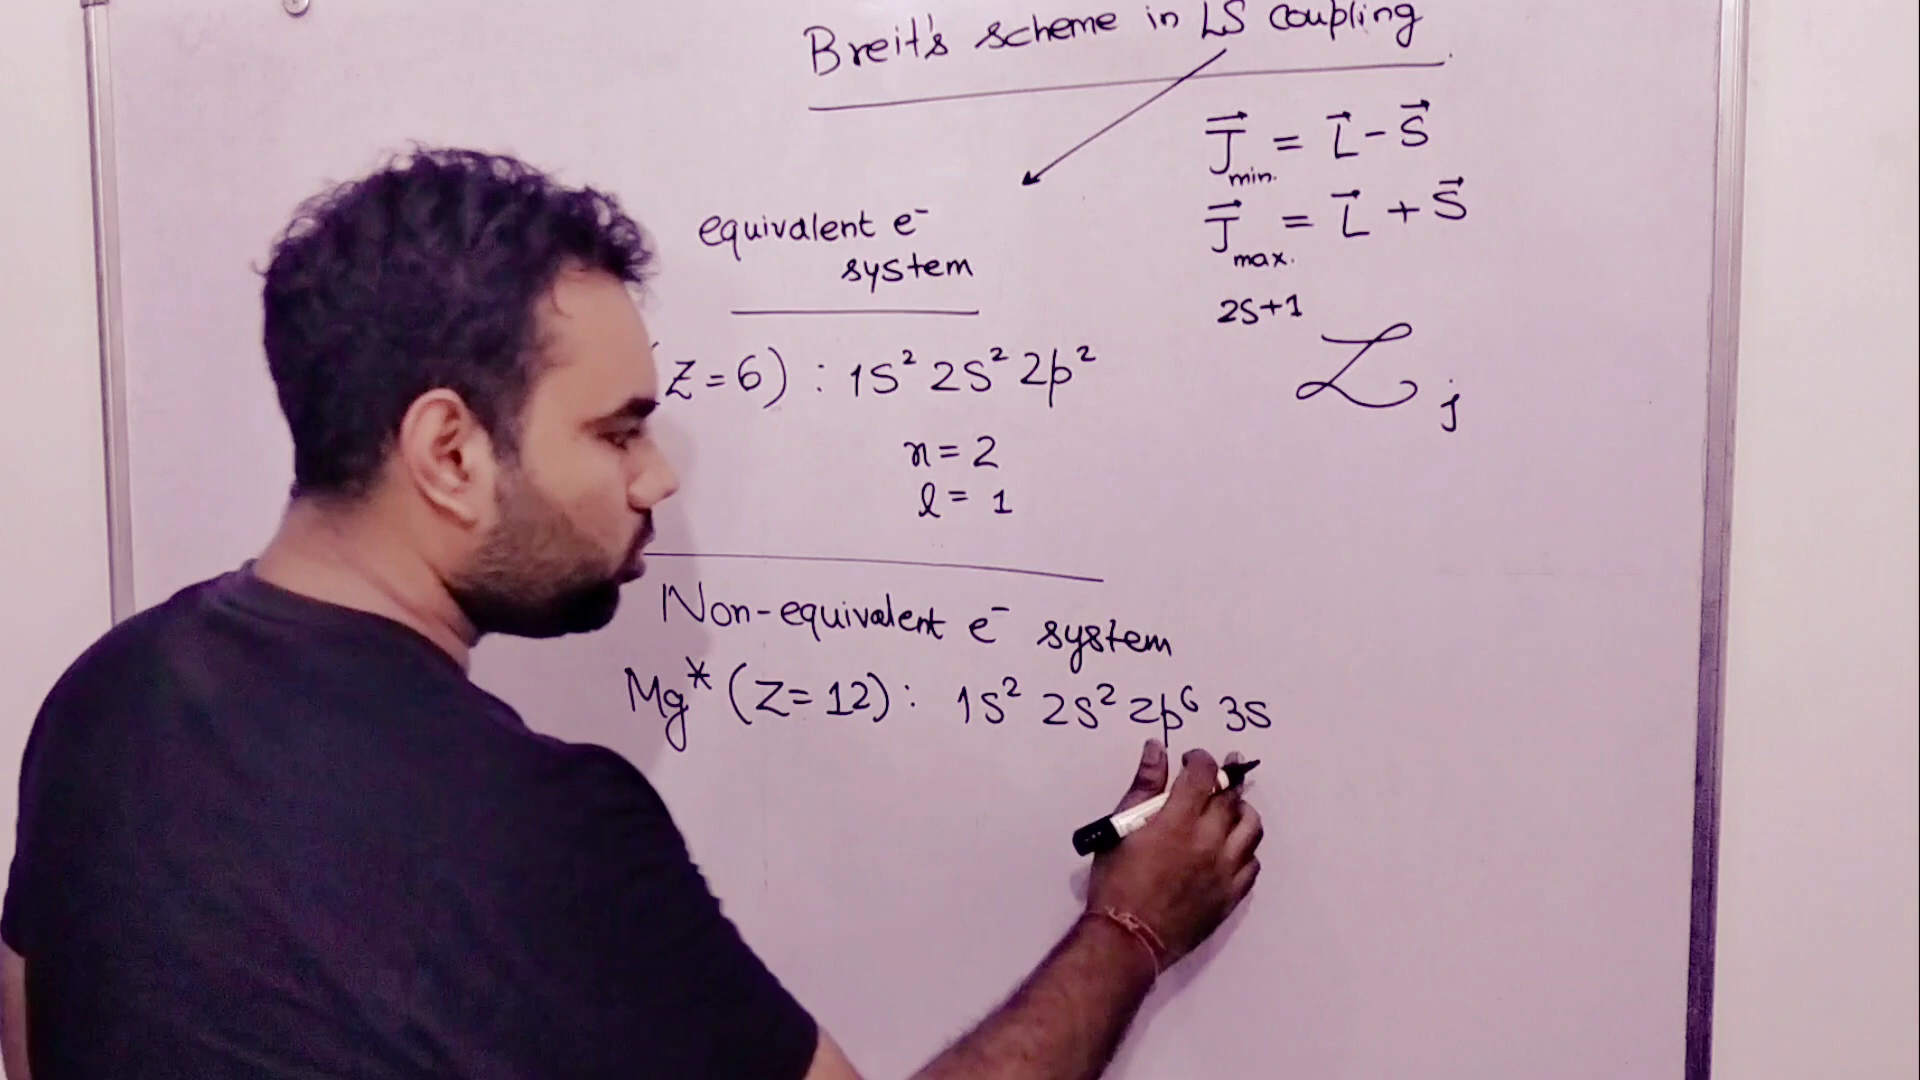 Breit's scheme in LS coupling
J⃗min. = L⃗ - S⃗
J⃗max. = L⃗ + S⃗
2s+1
L j
equivalent e⁻
system
(Z=6) : 1s² 2s² 2p²
n = 2
l = 1
Non-equivalent e⁻ system
Mg* (Z=12) : 1s² 2s² 2p⁶ 3s